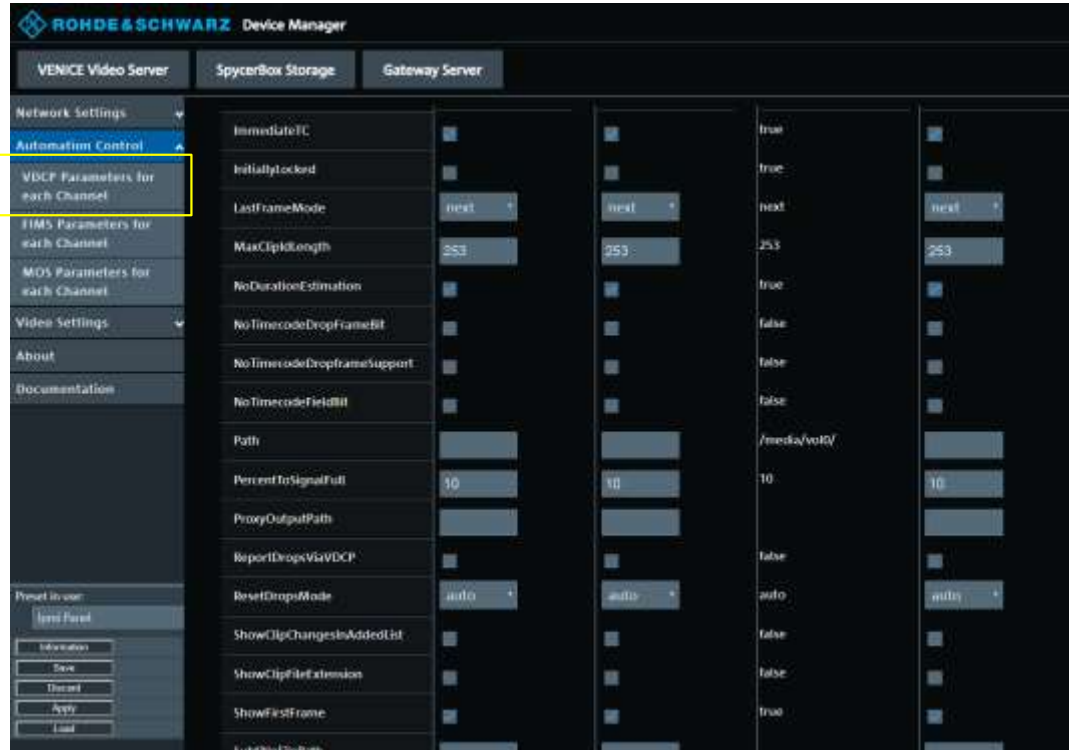 ROHDE & SCHWARZ Device Manager
VENICE Video Server SpycerBox Storage Gateway Server
Network Settings
Automation Control
VDCP Parameters for
each Channel
FIMS Parameters for
each Channel
MOS Parameters for
each Channel
Video Settings
About
Documentation
ImmediateTC true
InitiallyLocked true
LastFrameMode next next next next
MaxClipIdLength 253 253 253 253
NoDurationEstimation true
NoTimecodeDropFrameBit false
NoTimecodeDropframeSupport false
NoTimecodeFieldBit false
Path /media/vol0/
PercentToSignalFull 10 10 10 10
ProxyOutputPath
ReportDropsViaVDCP false
ResetDropsMode auto auto auto auto
ShowClipChangesInAddedList false
ShowClipFileExtension false
ShowFirstFrame true
Preset in use:
Panel
Information
Save
Discard
Apply
Load